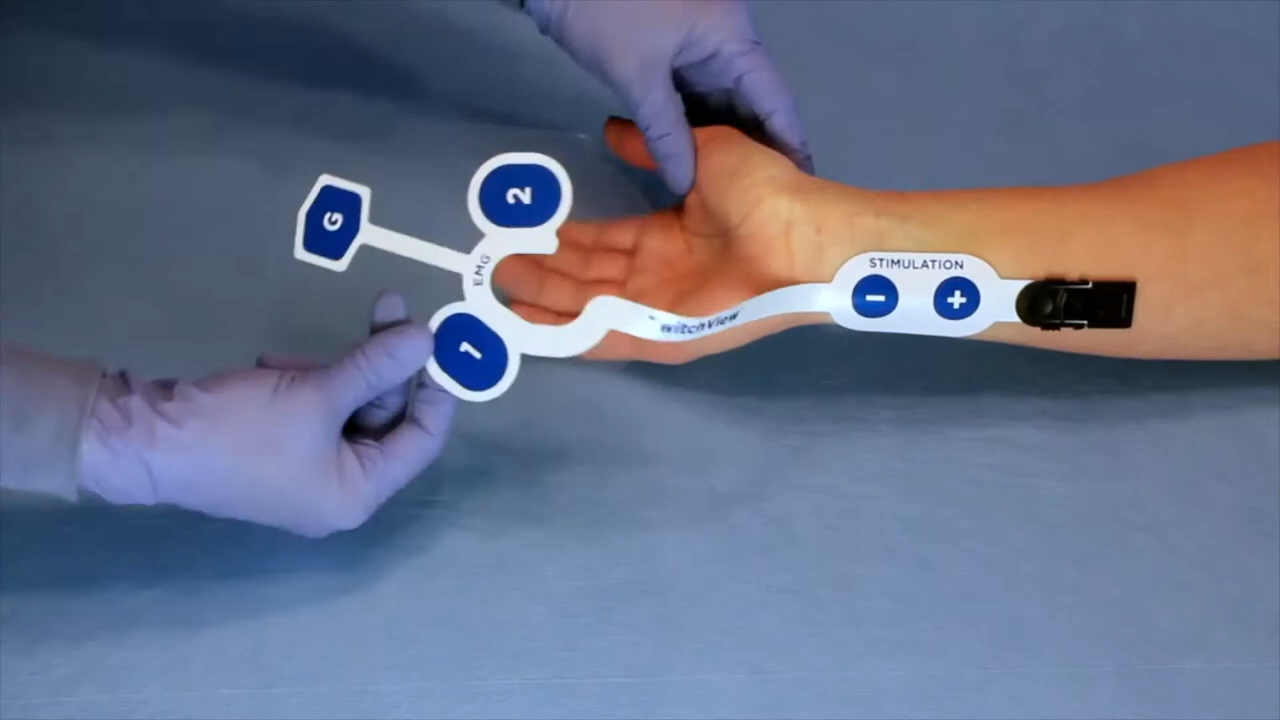 G
2
EMG
1
witchView
STIMULATION
− +